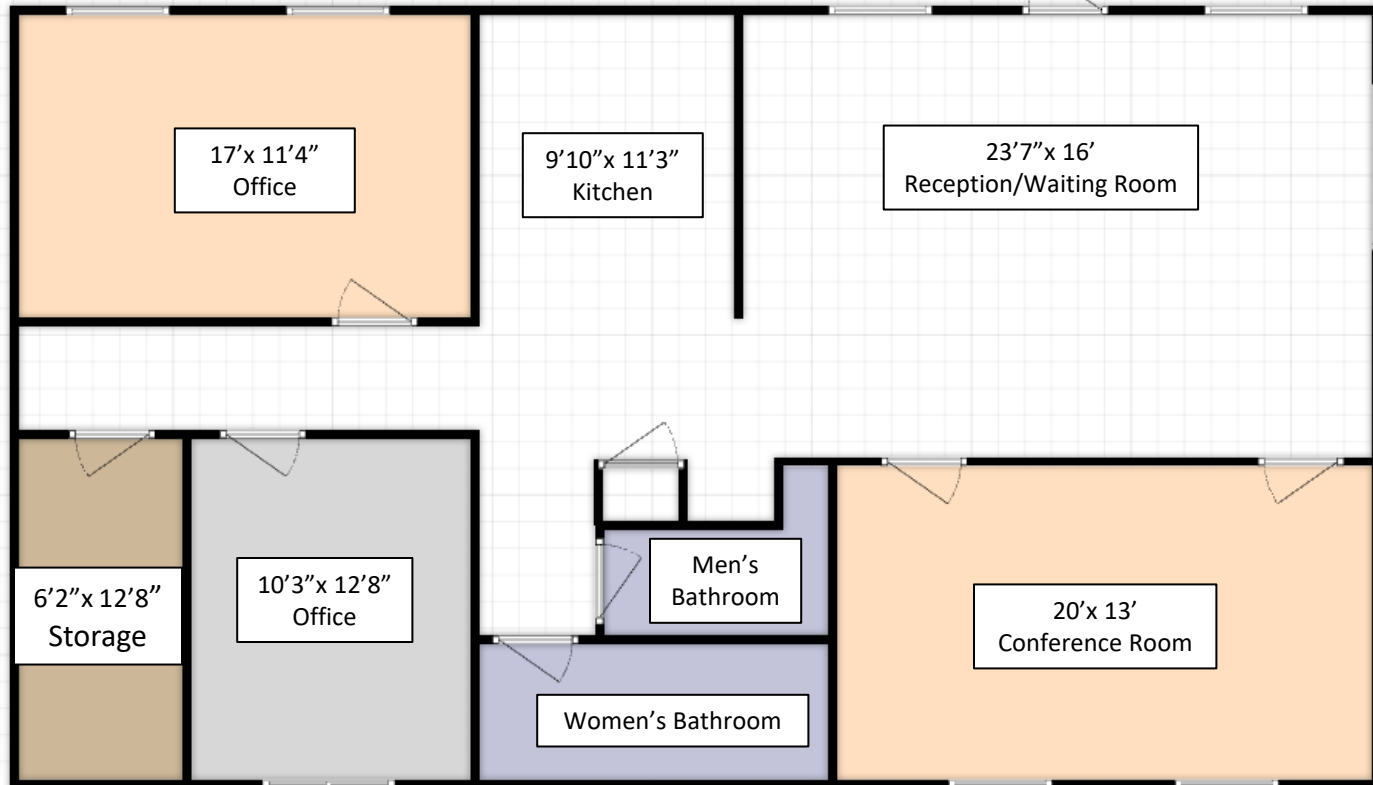 17’x 11’4”
Office
9’10”x 11’3”
Kitchen
23’7”x 16’
Reception/Waiting Room
6’2”x 12’8”
Storage
10’3”x 12’8”
Office
Men’s
Bathroom
20’x 13’
Conference Room
Women’s Bathroom